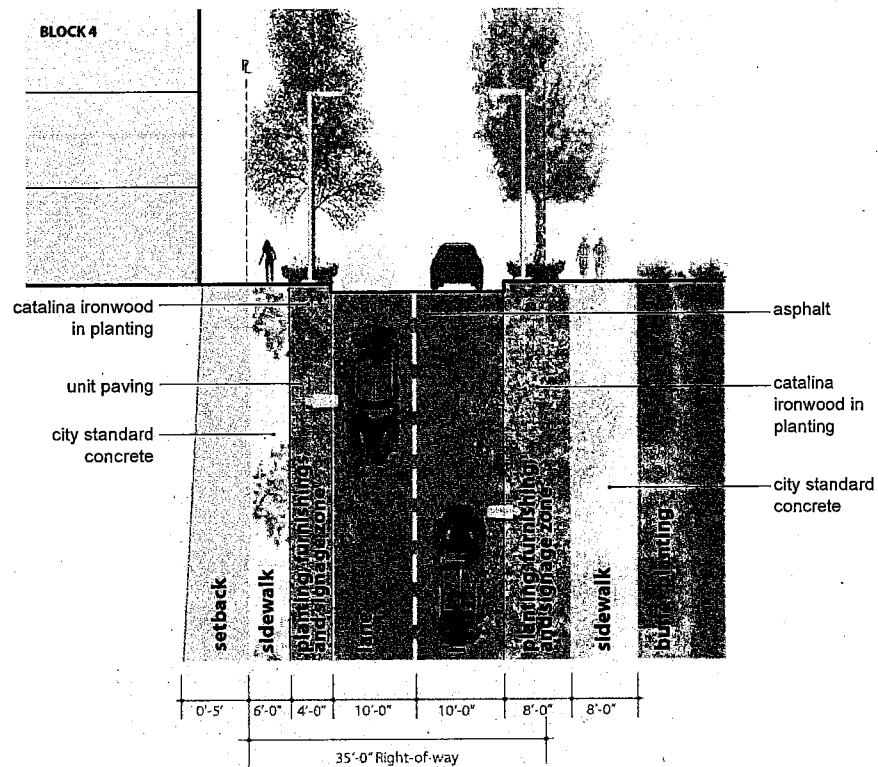 BLOCK 4
PL
catalina ironwood
in planting
unit paving
city standard
concrete
asphalt
catalina
ironwood in
planting
city standard
concrete
setback
sidewalk
planting/furnishing
and signage zone
lane
planting/furnishing
and signage zone
sidewalk
planting
0'-5'
6'-0"
4'-0"
10'-0"
10'-0"
8'-0"
8'-0"
35'-0" Right-of-way